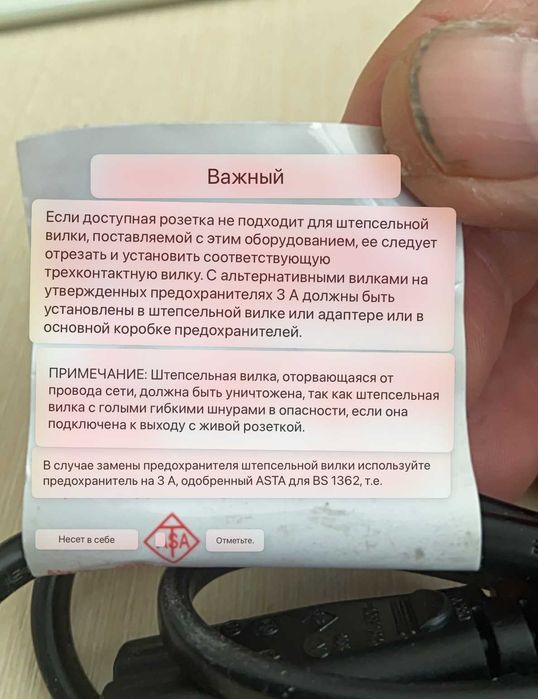 Важный
Если доступная розетка не подходит для штепсельной
вилки, поставляемой с этим оборудованием, ее следует
отрезать и установить соответствующую
трехконтактную вилку. С альтернативными вилками на
утвержденных предохранителях 3 А должны быть
установлены в штепсельной вилке или адаптере или в
основной коробке предохранителей.
ПРИМЕЧАНИЕ: Штепсельная вилка, оторвающаяся от
провода сети, должна быть уничтожена, так как штепсельная
вилка с голыми гибкими шнурами в опасности, если она
подключена к выходу с живой розеткой.
В случае замены предохранителя штепсельной вилки используйте
предохранитель на 3 А, одобренный ASTA для BS 1362, т.е.
Несет в себе
ASA
Отметьте.